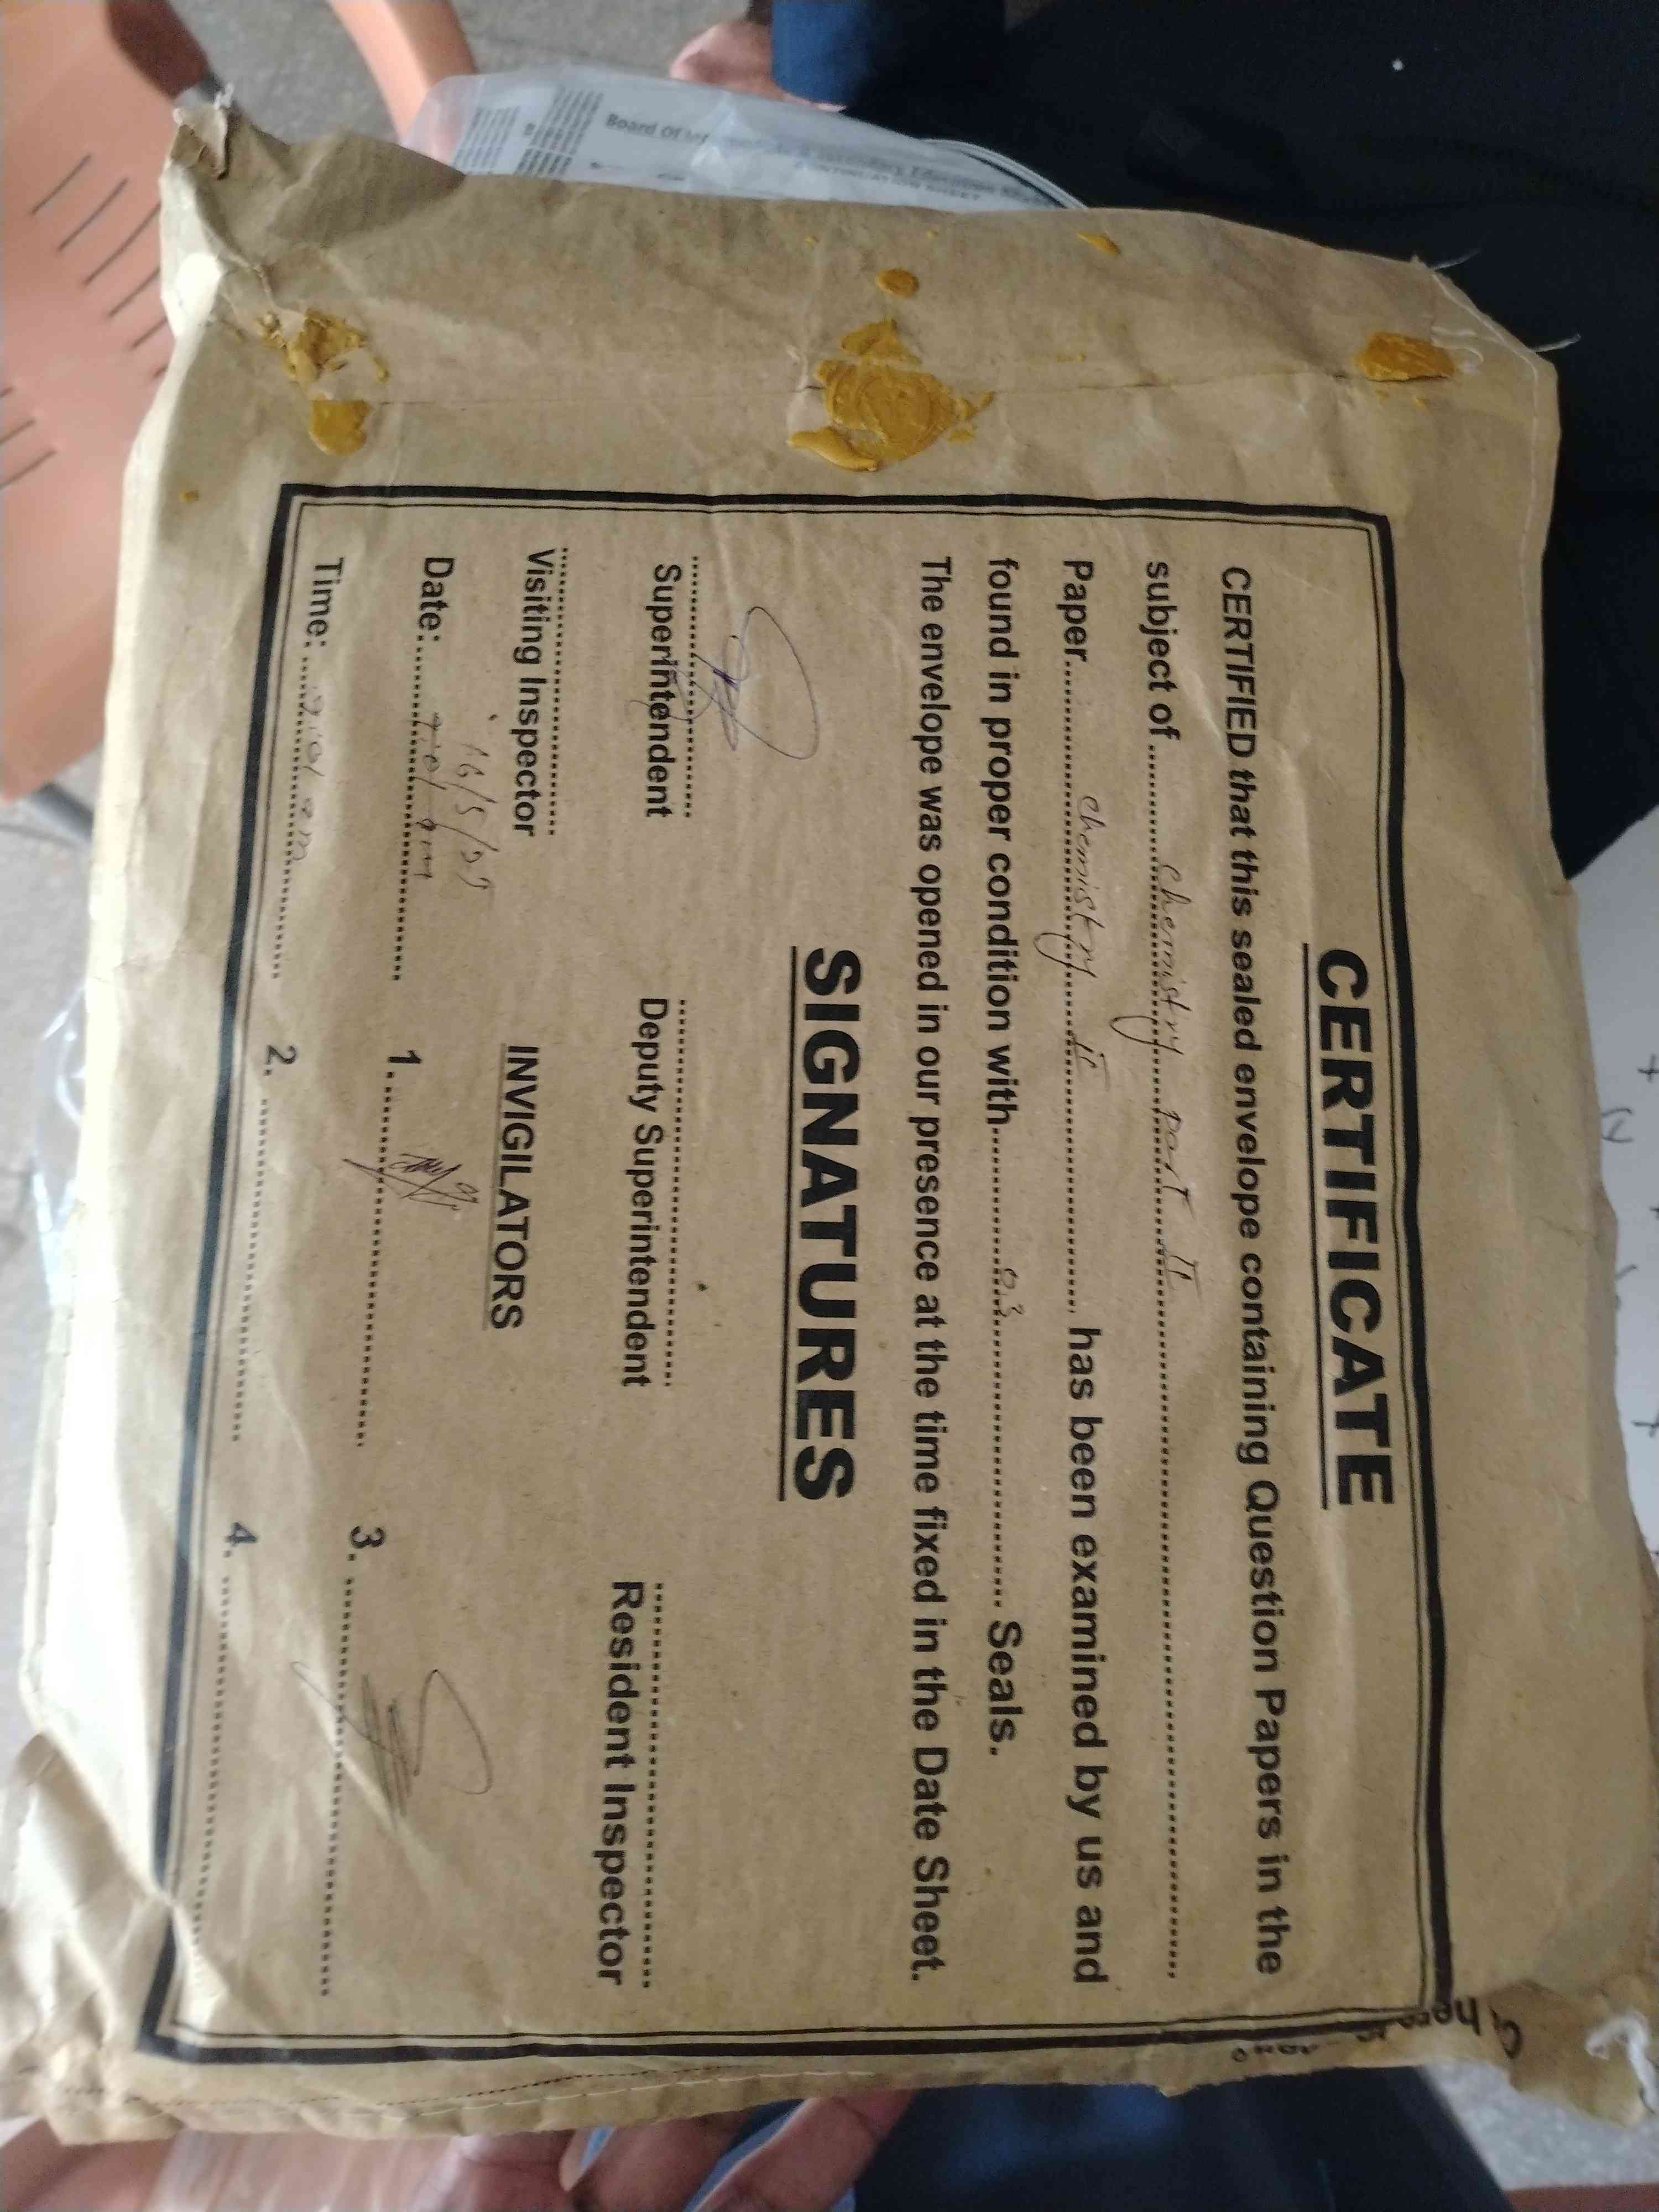 Board Of
CONTINUATION SHEET
CERTIFICATE
CERTIFIED that this sealed envelope containing Question Papers in the
subject of chemistry part II
Paper chemistry II has been examined by us and
found in proper condition with 03 Seals.
The envelope was opened in our presence at the time fixed in the Date Sheet.
SIGNATURES
Superintendent Deputy Superintendent Resident Inspector
Visiting Inspector INVIGILATORS
Date: 1. 3.
Time: 2. 4.